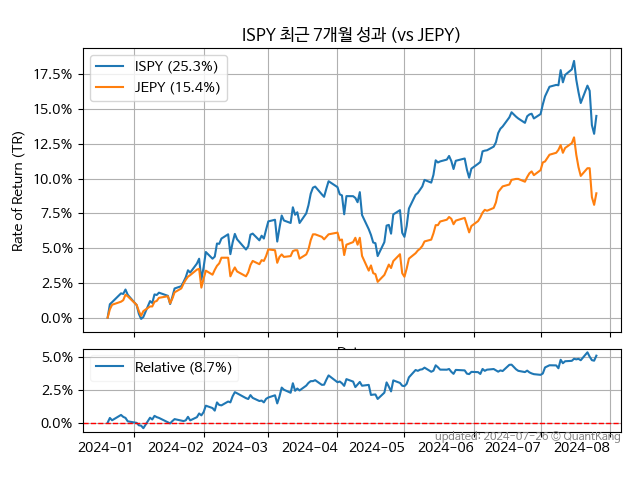 ISPY 최근 7개월 성과 (vs JEPY)
ISPY (25.3%)
JEPY (15.4%)
Rate of Return (TR)
17.5%
15.0%
12.5%
10.0%
7.5%
5.0%
2.5%
0.0%
Relative (8.7%)
5.0%
2.5%
0.0%
2024-01 2024-02 2024-03 2024-04 2024-05 2024-06 2024-07 2024-08
updated: 2024-07-26 © QuantKang